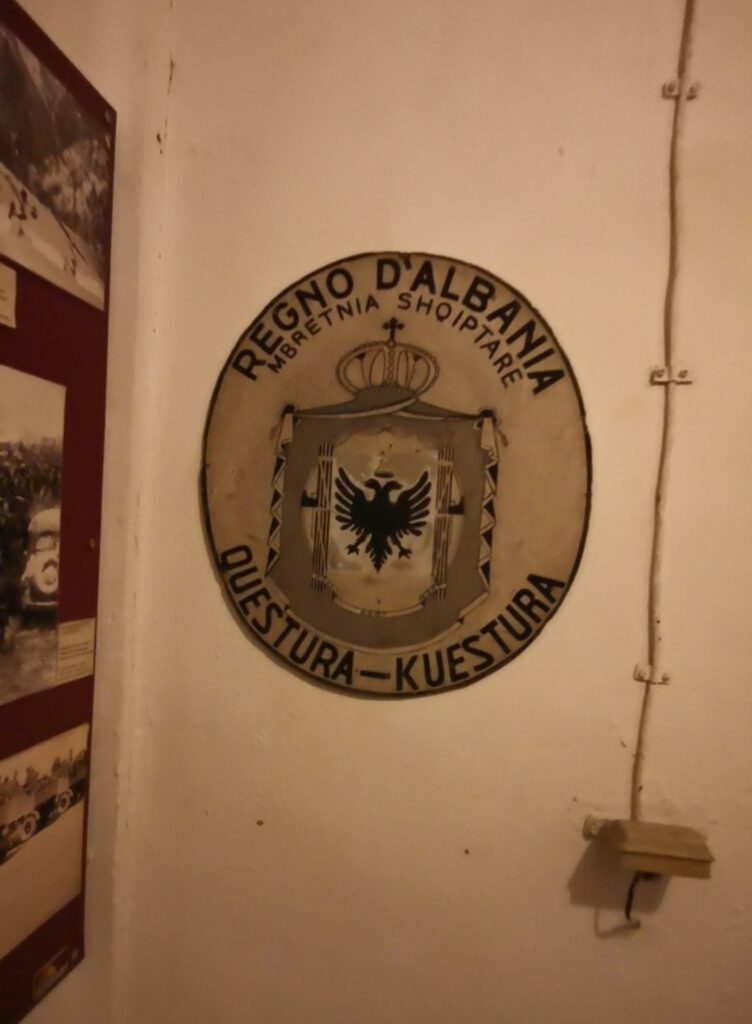 REGNO D'ALBANIA
MBRETNIA SHQIPTARE
QUESTURA—KUESTURA